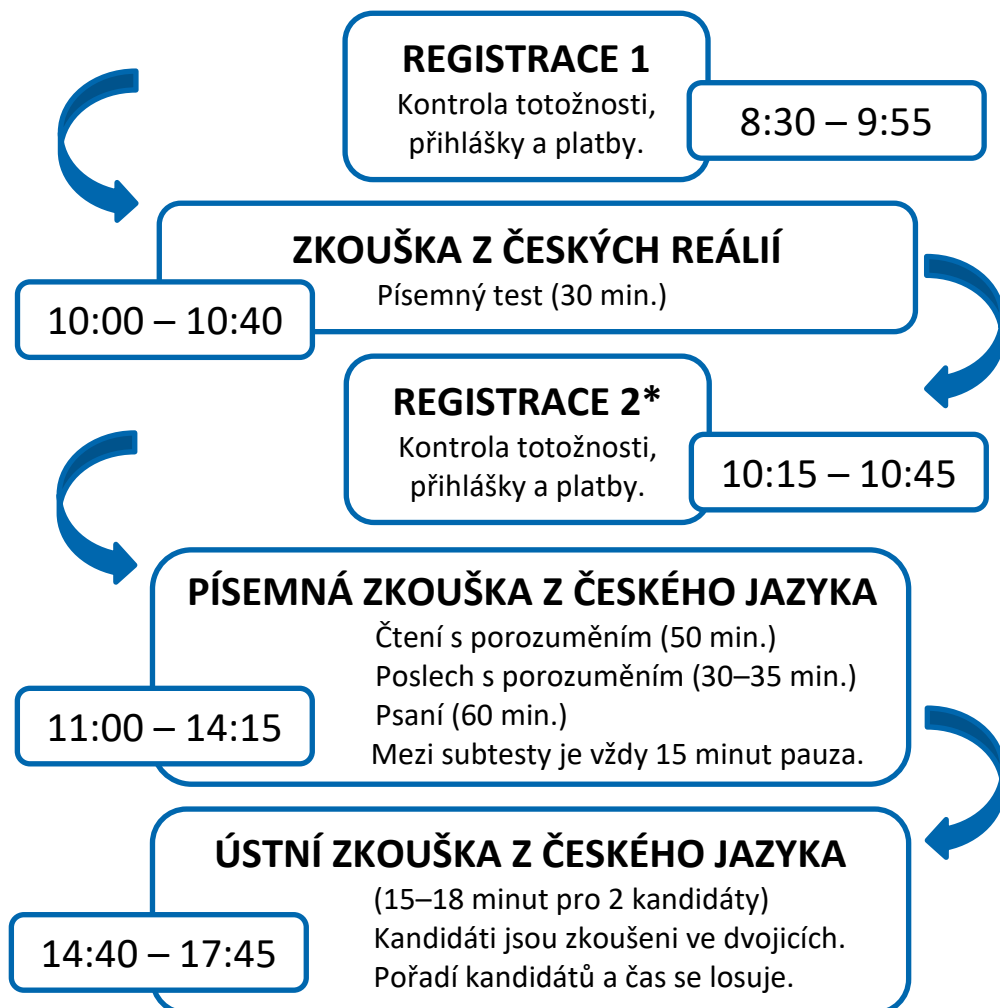 REGISTRACE 1
Kontrola totožnosti,
přihlášky a platby.
8:30 – 9:55
ZKOUŠKA Z ČESKÝCH REÁLIÍ
Písemný test (30 min.)
10:00 – 10:40
REGISTRACE 2*
Kontrola totožnosti,
přihlášky a platby.
10:15 – 10:45
PÍSEMNÁ ZKOUŠKA Z ČESKÉHO JAZYKA
Čtení s porozuměním (50 min.)
Poslech s porozuměním (30–35 min.)
Psaní (60 min.)
Mezi subtesty je vždy 15 minut pauza.
11:00 – 14:15
ÚSTNÍ ZKOUŠKA Z ČESKÉHO JAZYKA
(15–18 minut pro 2 kandidáty)
Kandidáti jsou zkoušeni ve dvojicích.
Pořadí kandidátů a čas se losuje.
14:40 – 17:45